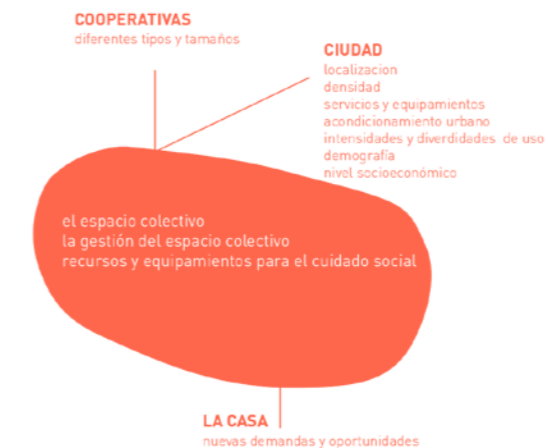 COOPERATIVAS
diferentes tipos y tamaños
CIUDAD
localizacion
densidad
servicios y equipamientos
acondicionamiento urbano
intensidades y diverdidades de uso
demografía
nivel socioeconómico
el espacio colectivo
la gestión del espacio colectivo
recursos y equipamientos para el cuidado social
LA CASA
nuevas demandas y oportunidades